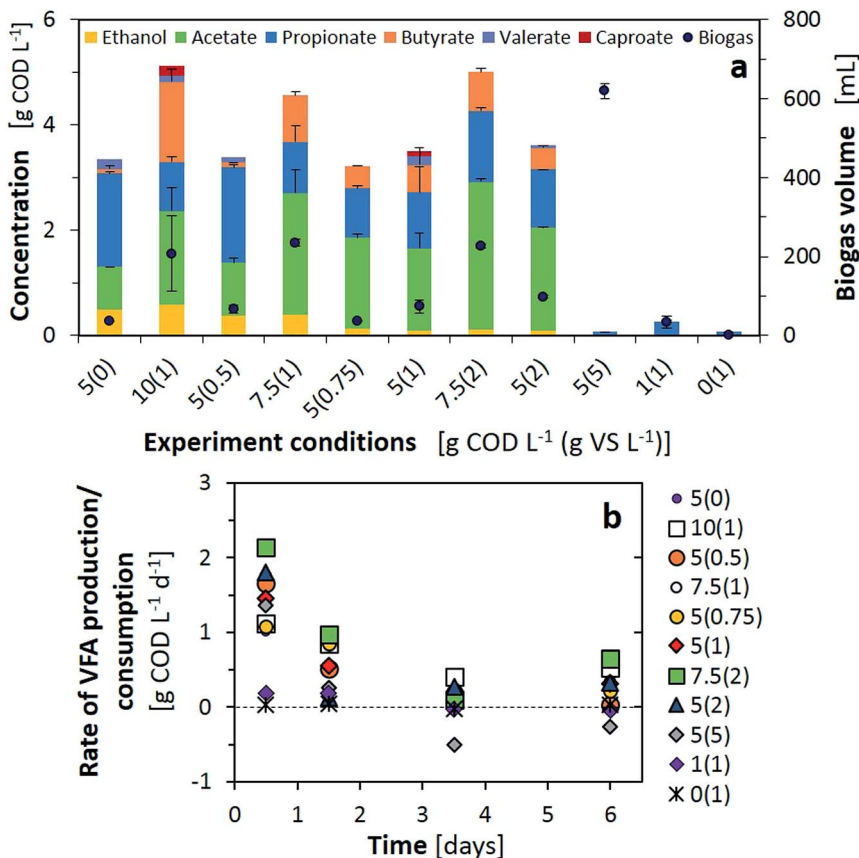 Ethanol Acetate Propionate Butyrate Valerate Caproate Biogas
a
Concentration [g COD L-1]
6
4
2
0
Biogas volume [mL]
800
600
400
200
0
5(0) 10(1) 5(0.5) 7.5(1) 5(0.75) 5(1) 7.5(2) 5(2) 5(5) 1(1) 0(1)
Experiment conditions [g COD L-1 (g VS L-1)]
b
Rate of VFA production/
consumption
[g COD L-1 d-1]
3
2
1
0
-1
0 1 2 3 4 5 6
Time [days]
5(0)
10(1)
5(0.5)
7.5(1)
5(0.75)
5(1)
7.5(2)
5(2)
5(5)
1(1)
0(1)